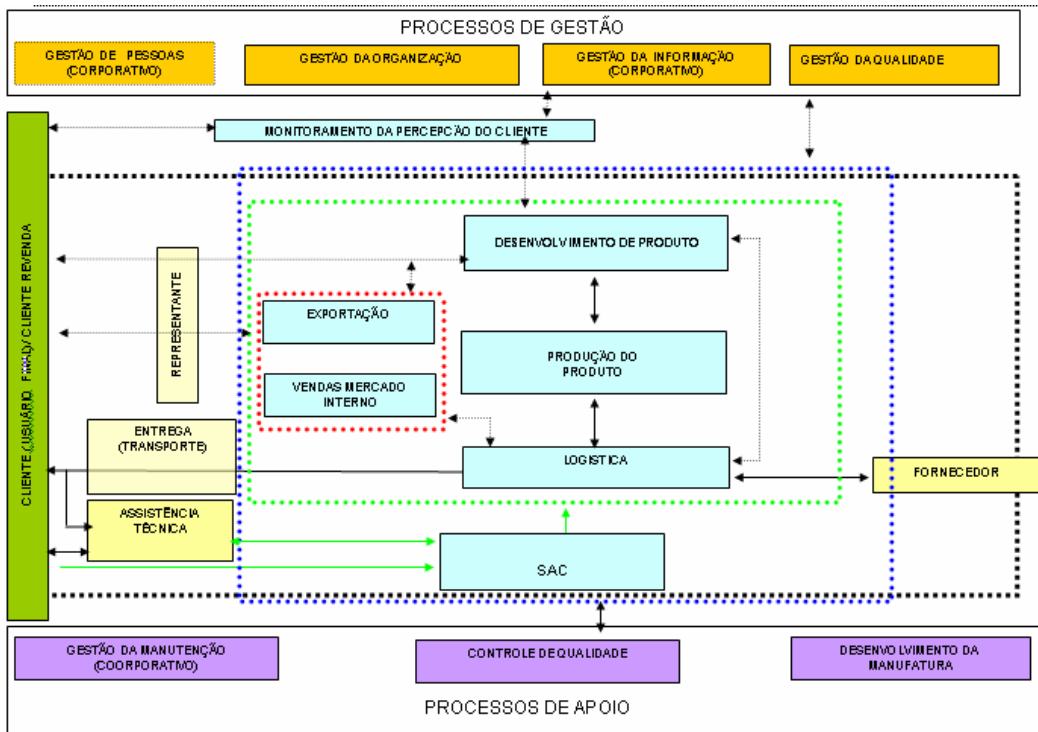 PROCESSOS DE GESTÃO
GESTÃO DE PESSOAS
(CORPORATIVO)
GESTÃO DA ORGANIZAÇÃO
GESTÃO DA INFORMAÇÃO
(CORPORATIVO)
GESTÃO DA QUALIDADE
MONITORAMENTO DA PERCEPÇÃO DO CLIENTE
CLIENTE (USUÁRIO FINAL)/ CLIENTE REVENDA
REPRESENTANTE
DESENVOLVIMENTO DE PRODUTO
EXPORTAÇÃO
PRODUÇÃO DO
PRODUTO
VENDAS MERCADO
INTERNO
ENTREGA
(TRANSPORTE)
LOGISTICA
FORNECEDOR
ASSISTÊNCIA
TÉCNICA
SAC
GESTÃO DA MANUTENÇÃO
(COORPORATIVO)
CONTROLE DE QUALIDADE
DESENVOLVIMENTO DA
MANUFATURA
PROCESSOS DE APOIO